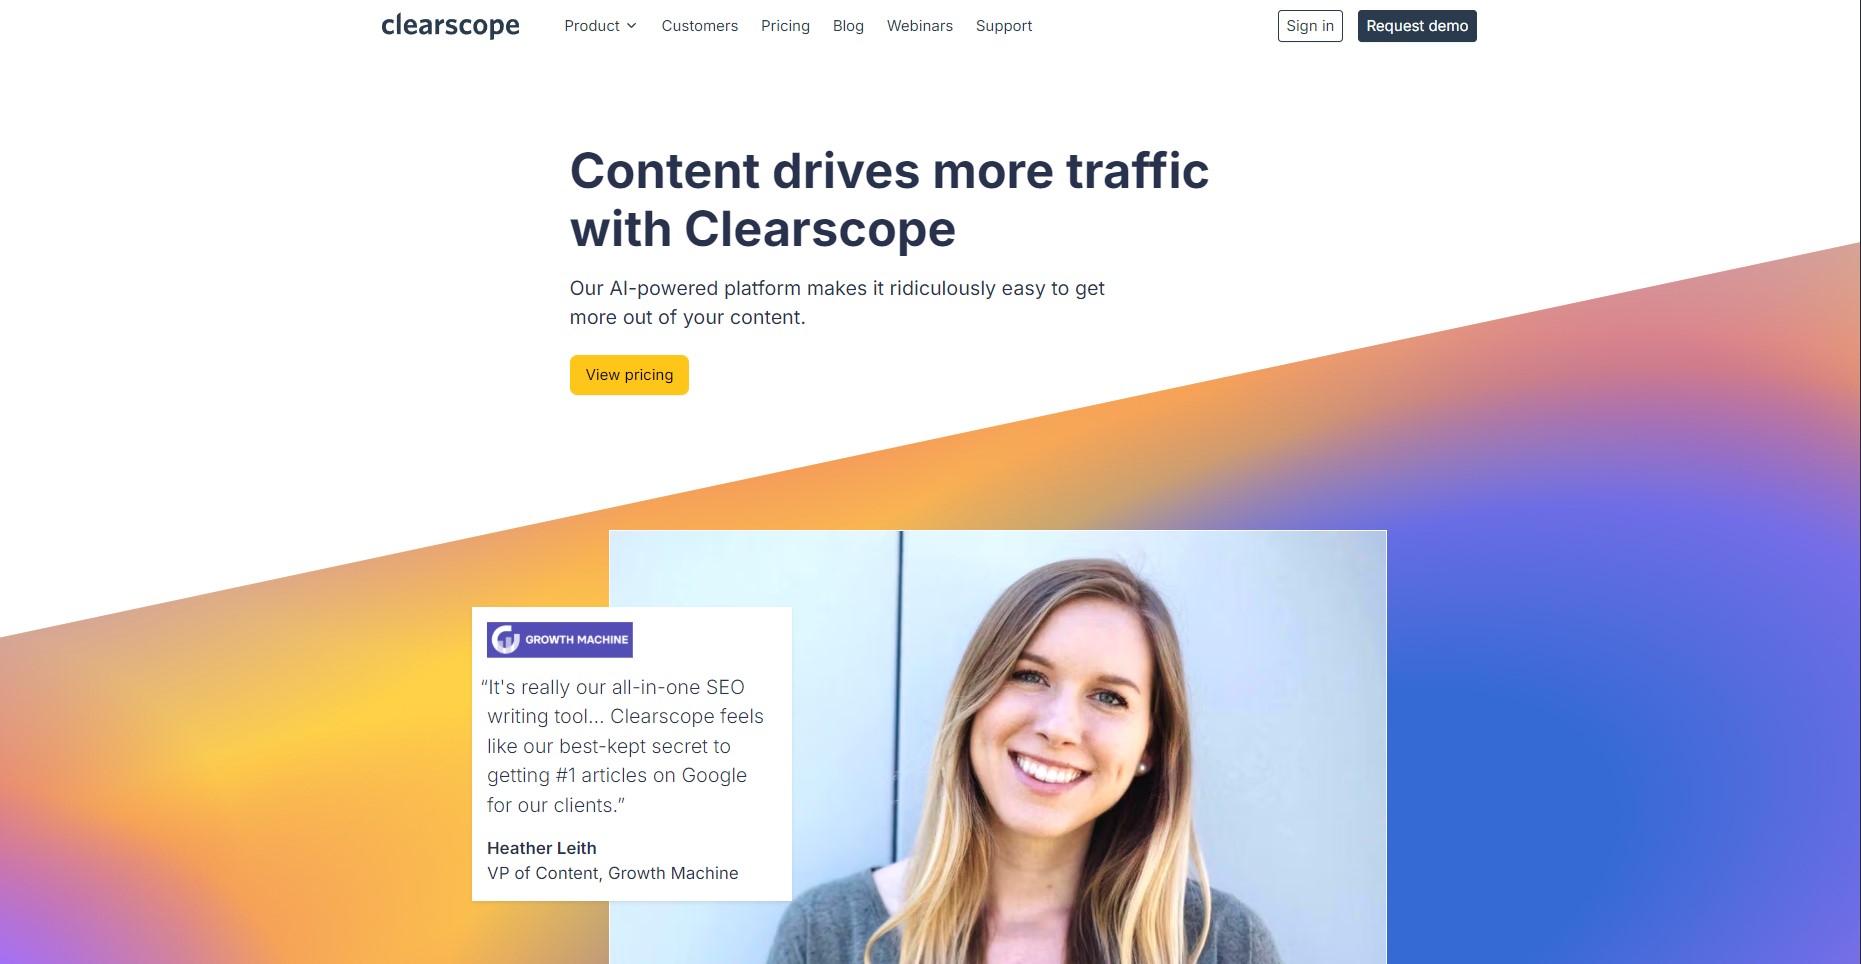 clearscope
Product
Customers
Pricing
Blog
Webinars
Support
Sign in
Request demo
Content drives more traffic
with Clearscope
Our AI-powered platform makes it ridiculously easy to get
more out of your content.
View pricing
GROWTH MACHINE
“It's really our all-in-one SEO
writing tool... Clearscope feels
like our best-kept secret to
getting #1 articles on Google
for our clients.”
Heather Leith
VP of Content, Growth Machine